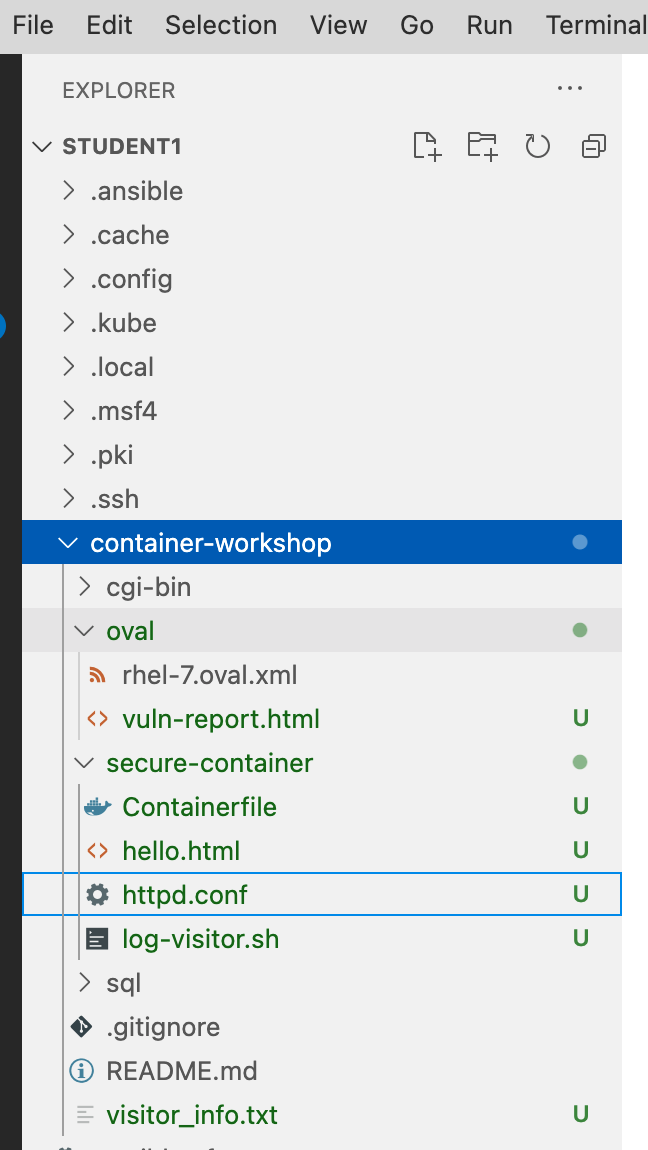 File Edit Selection View Go Run Terminal
EXPLORER
STUDENT1
.ansible
.cache
.config
.kube
.local
.msf4
.pki
.ssh
container-workshop
cgi-bin
oval
rhel-7.oval.xml
vuln-report.html U
secure-container
Containerfile U
hello.html U
httpd.conf U
log-visitor.sh U
sql
.gitignore
README.md
visitor_info.txt U